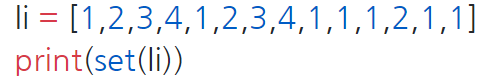 li = [1,2,3,4,1,2,3,4,1,1,1,2,1,1]
print(set(li))